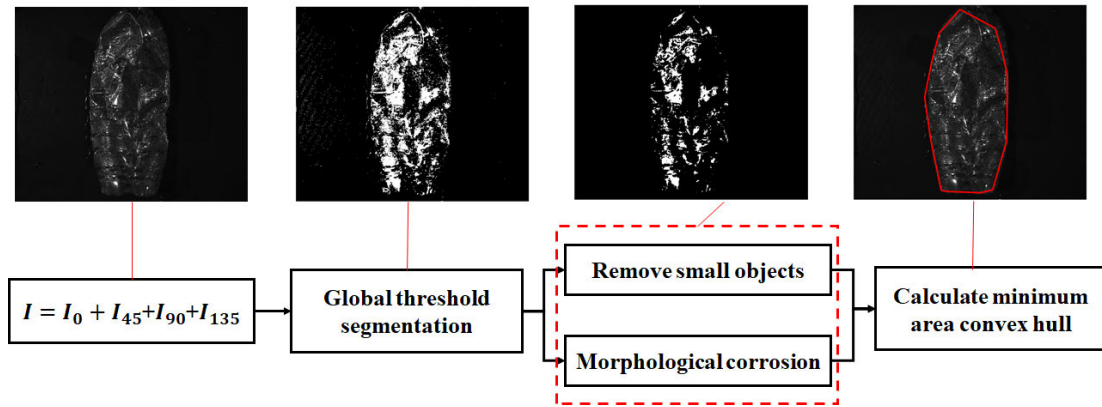 I = I₀ + I₄₅+I₉₀+I₁₃₅
Global threshold
segmentation
Remove small objects
Morphological corrosion
Calculate minimum
area convex hull